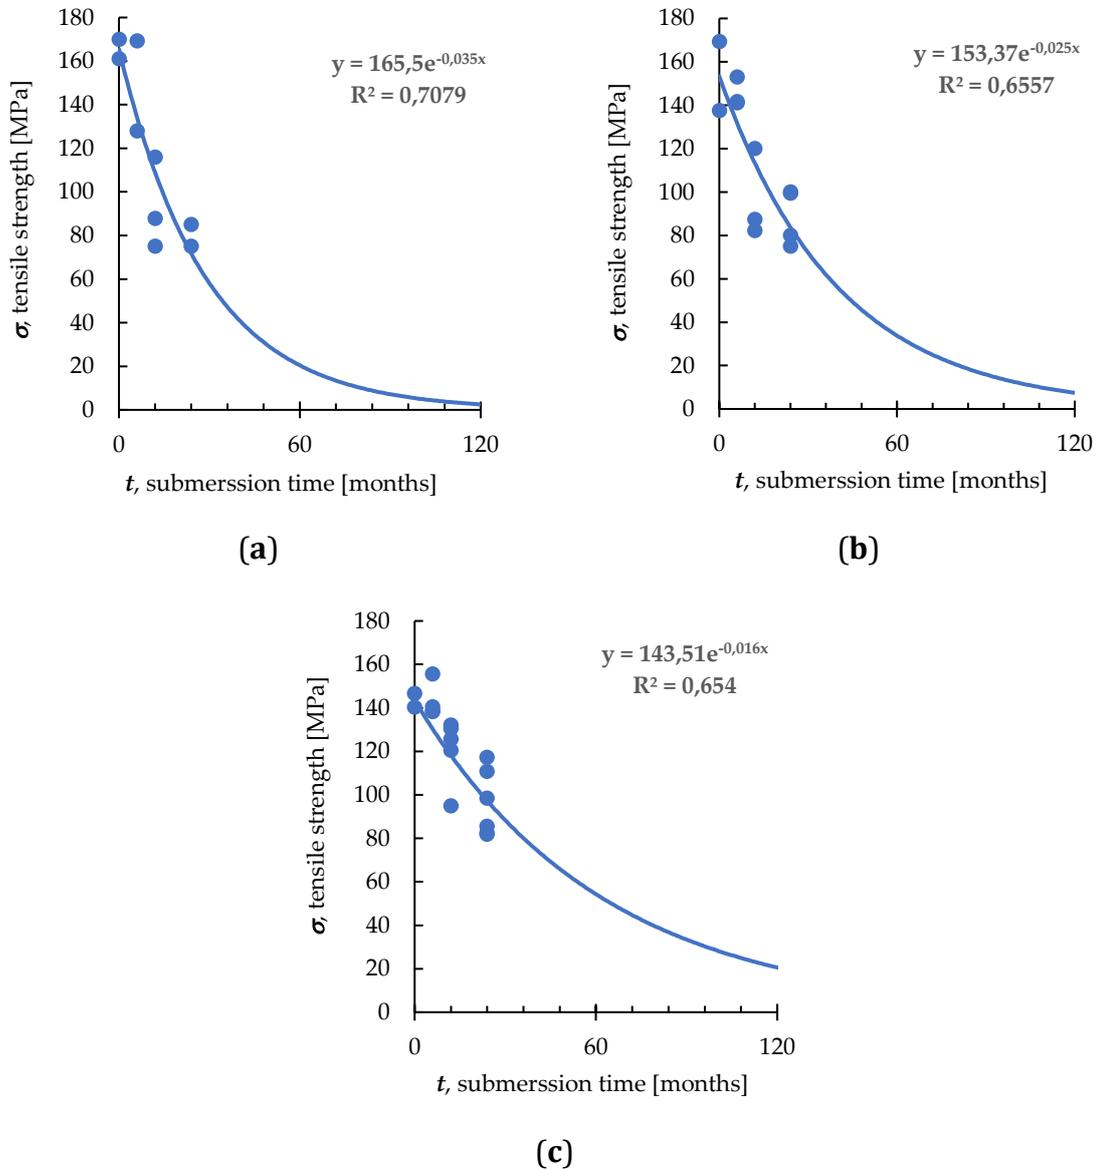 180
160
140
120
100
80
60
40
20
0
σ, tensile strength [MPa]
y = 165,5e^-0,035x
R² = 0,7079
0 60 120
t, submerssion time [months]
(a)
180
160
140
120
100
80
60
40
20
0
σ, tensile strength [MPa]
y = 153,37e^-0,025x
R² = 0,6557
0 60 120
t, submerssion time [months]
(b)
180
160
140
120
100
80
60
40
20
0
σ, tensile strength [MPa]
y = 143,51e^-0,016x
R² = 0,654
0 60 120
t, submerssion time [months]
(c)